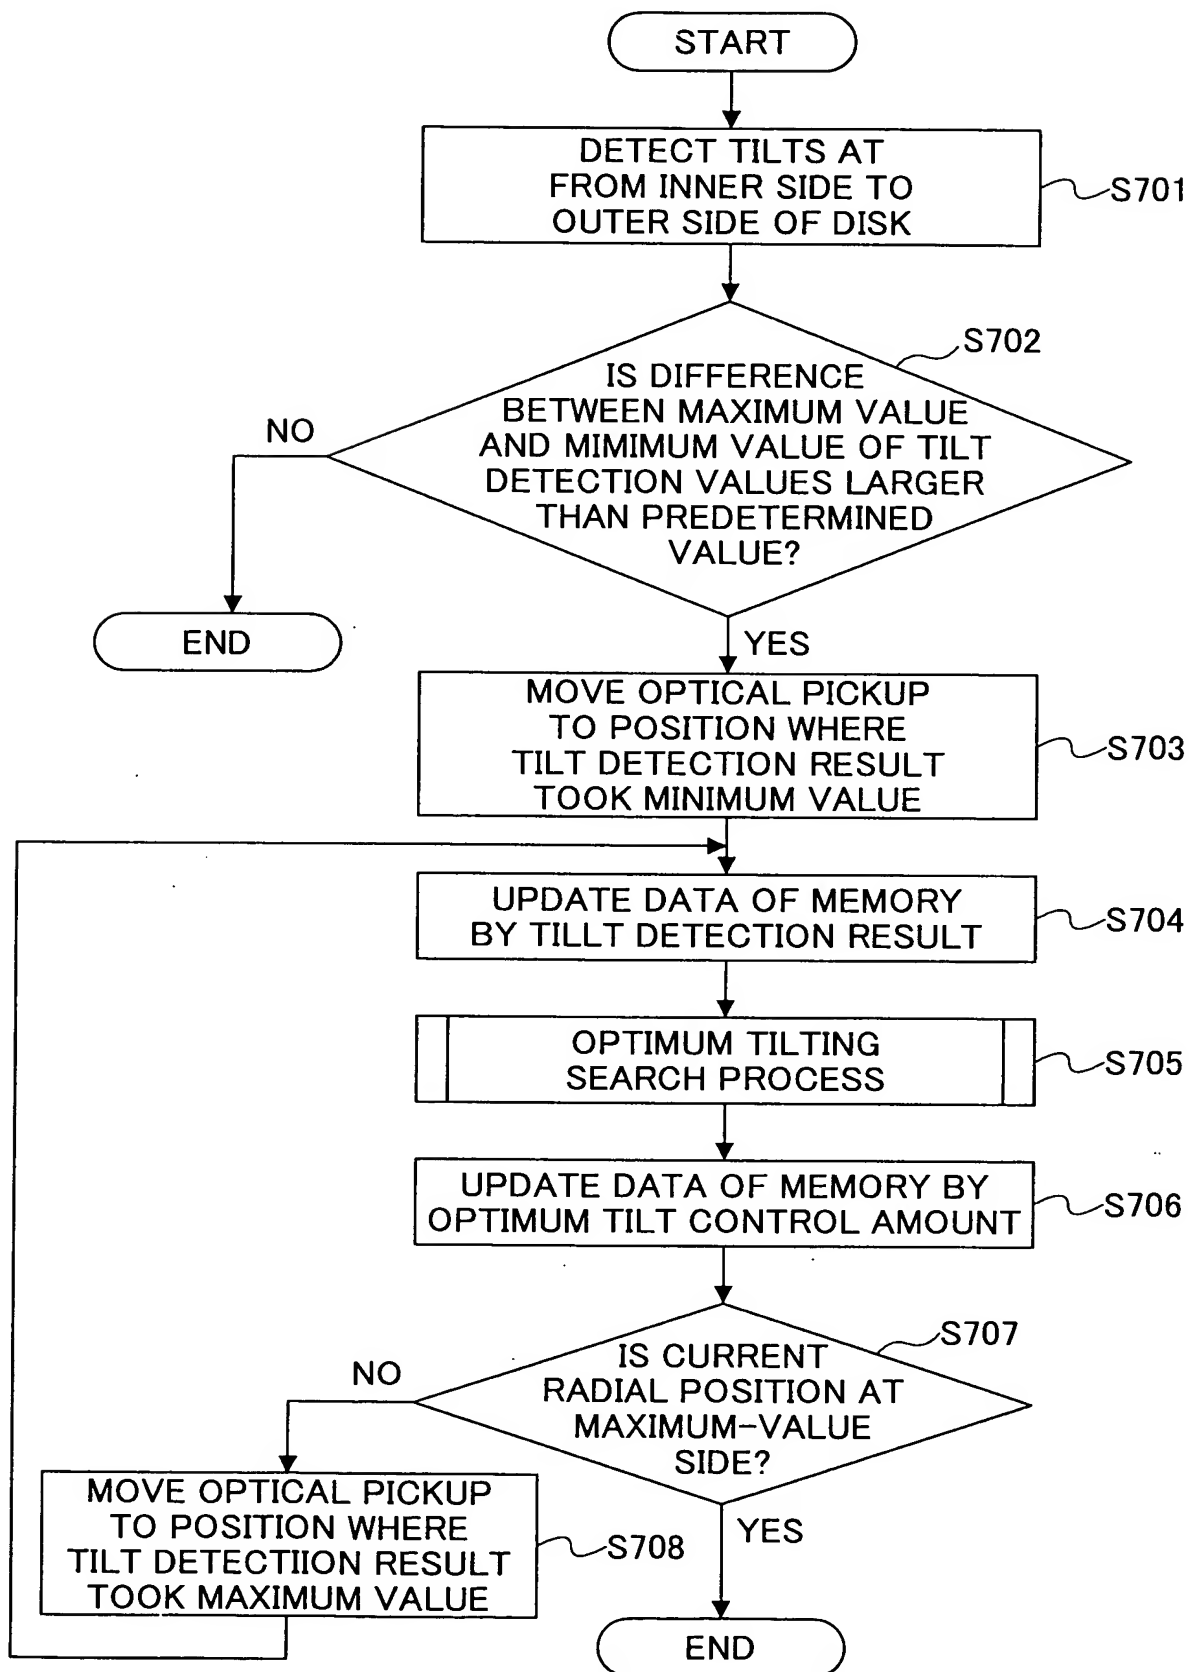 START
DETECT TILTS AT
FROM INNER SIDE TO
OUTER SIDE OF DISK
S701
S702
IS DIFFERENCE
BETWEEN MAXIMUM VALUE
AND MIMIMUM VALUE OF TILT
DETECTION VALUES LARGER
THAN PREDETERMINED
VALUE?
NO
END
YES
MOVE OPTICAL PICKUP
TO POSITION WHERE
TILT DETECTION RESULT
TOOK MINIMUM VALUE
S703
UPDATE DATA OF MEMORY
BY TILLT DETECTION RESULT
S704
OPTIMUM TILTING
SEARCH PROCESS
S705
UPDATE DATA OF MEMORY BY
OPTIMUM TILT CONTROL AMOUNT
S706
S707
IS CURRENT
RADIAL POSITION AT
MAXIMUM-VALUE
SIDE?
NO
MOVE OPTICAL PICKUP
TO POSITION WHERE
TILT DETECTIION RESULT
TOOK MAXIMUM VALUE
S708
YES
END